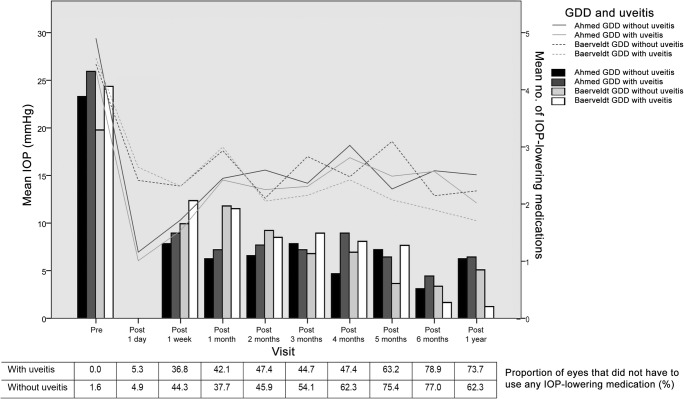 GDD and uveitis
Ahmed GDD without uveitis
Ahmed GDD with uveitis
Baerveldt GDD without uveitis
Baerveldt GDD with uveitis
Ahmed GDD without uveitis
Ahmed GDD with uveitis
Baerveldt GDD without uveitis
Baerveldt GDD with uveitis
Mean IOP (mmHg)
30
25
20
15
10
5
0
5
4
3
2
1
0
Mean no. of IOP-lowering
medications
Pre
Post
1 day
Post
1 week
Post
1 month
Post
2 months
Post
3 months
Post
4 months
Post
5 months
Post
6 months
Post
1 year
Visit
With uveitis 0.0 5.3 36.8 42.1 47.4 44.7 47.4 63.2 78.9 73.7
Without uveitis 1.6 4.9 44.3 37.7 45.9 54.1 62.3 75.4 77.0 62.3
Proportion of eyes that did not have to
use any IOP-lowering medication (%)